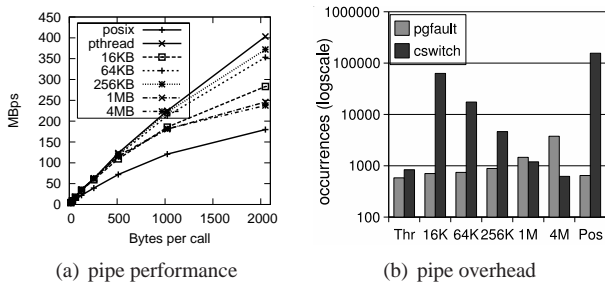 posix
pthread
16KB
64KB
256KB
1MB
4MB
450
400
350
300
250
200
150
100
50
0
MBps
0 500 1000 1500 2000
Bytes per call
(a) pipe performance
pgfault
cswitch
1000000
100000
10000
1000
100
occurrences (logscale)
Thr 16K 64K 256K 1M 4M Pos
(b) pipe overhead